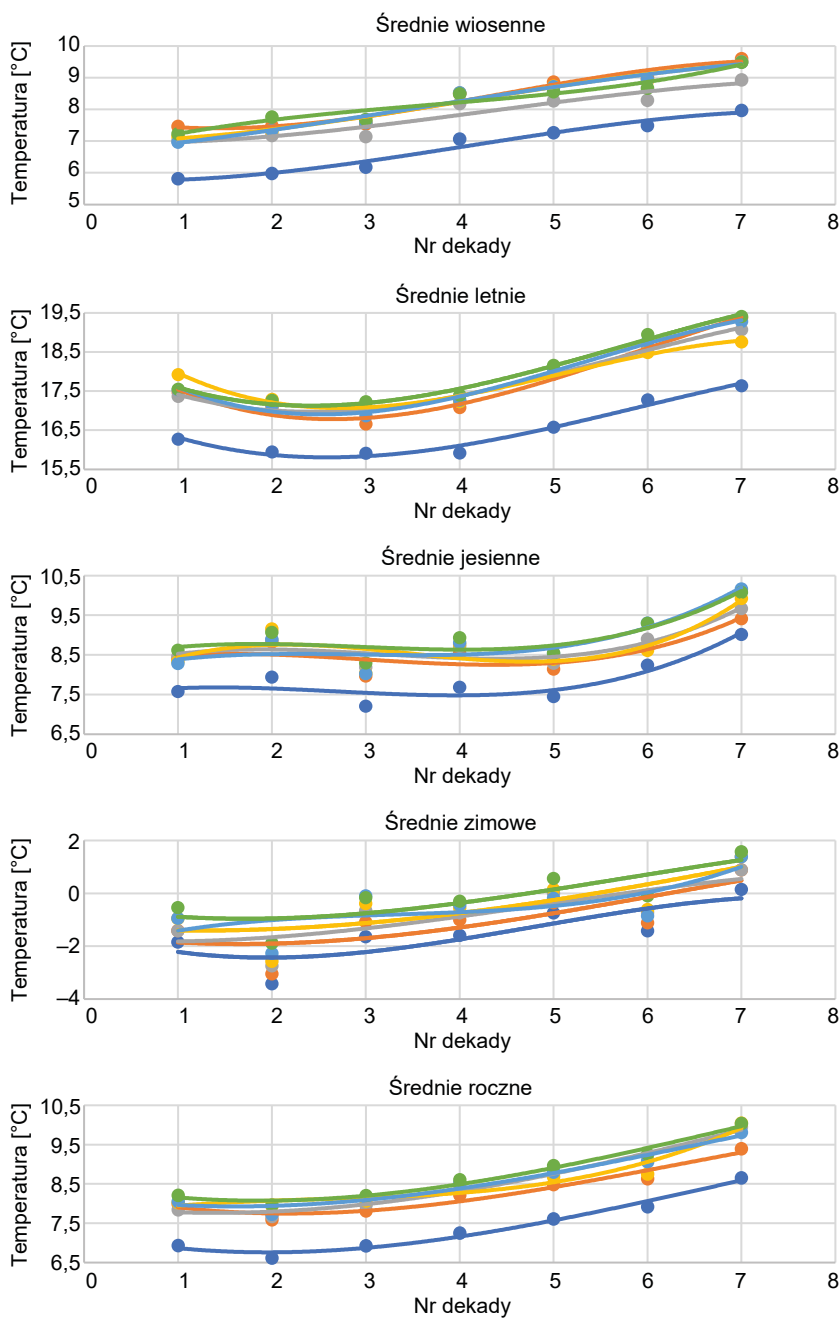 Średnie wiosenne
Temperatura [°C]
10
9
8
7
6
5
0 1 2 3 4 5 6 7 8
Nr dekady
Średnie letnie
Temperatura [°C]
19,5
18,5
17,5
16,5
15,5
0 1 2 3 4 5 6 7 8
Nr dekady
Średnie jesienne
Temperatura [°C]
10,5
9,5
8,5
7,5
6,5
0 1 2 3 4 5 6 7 8
Nr dekady
Średnie zimowe
Temperatura [°C]
2
0
–2
–4
0 1 2 3 4 5 6 7 8
Nr dekady
Średnie roczne
Temperatura [°C]
10,5
9,5
8,5
7,5
6,5
0 1 2 3 4 5 6 7 8
Nr dekady